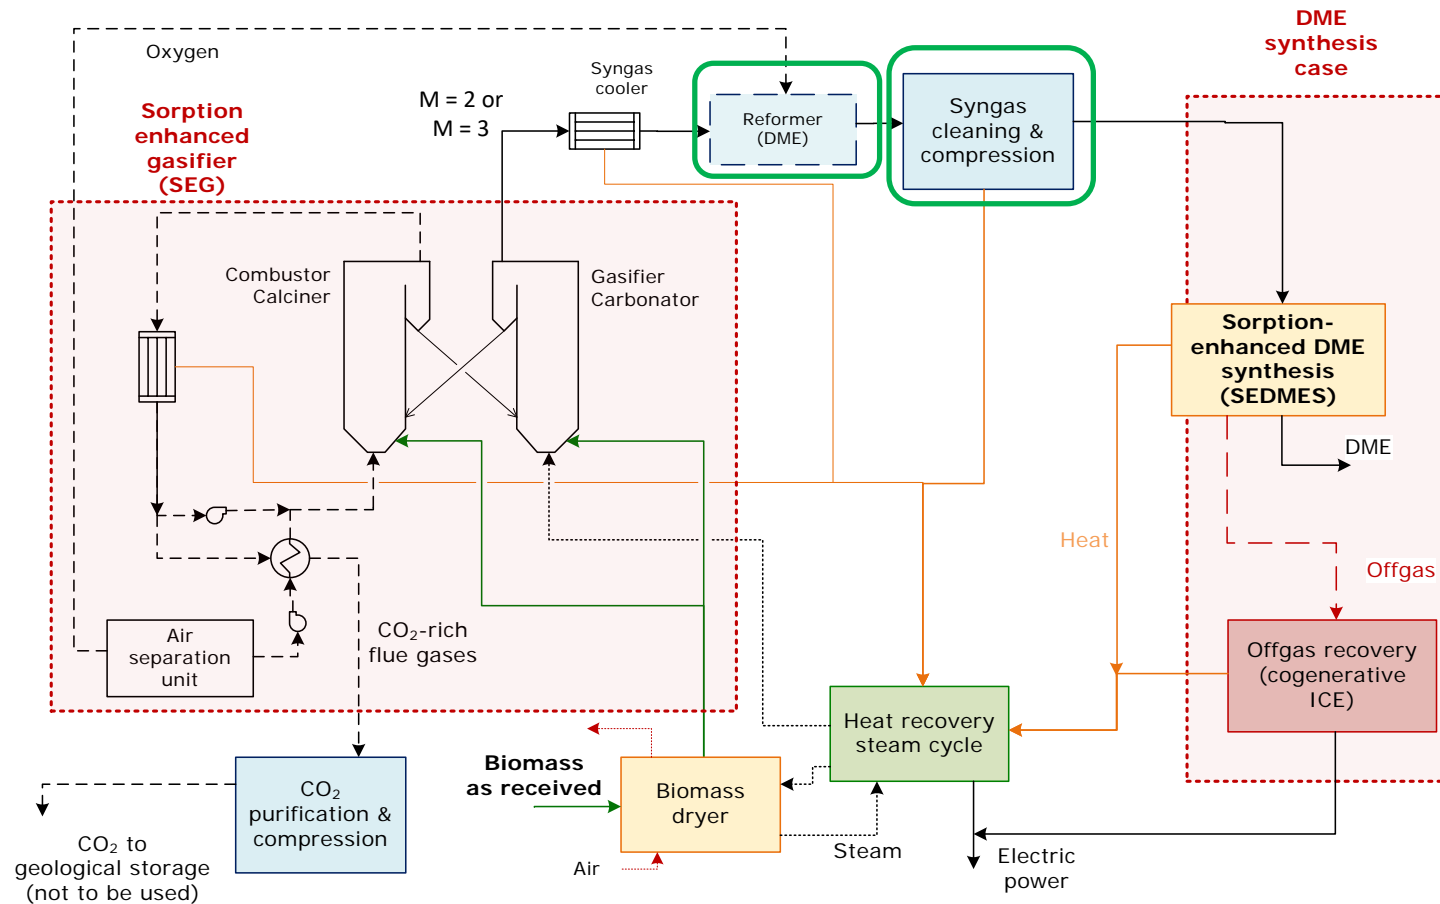 Oxygen
Sorption
enhanced
gasifier
(SEG)
M = 2 or
M = 3
Syngas
cooler
Reformer
(DME)
Syngas
cleaning &
compression
DME
synthesis
case
Combustor
Calciner
Gasifier
Carbonator
Sorption-
enhanced DME
synthesis
(SEDMES)
DME
Heat
Offgas
Air
separation
unit
CO₂-rich
flue gases
Offgas recovery
(cogenerative
ICE)
Heat recovery
steam cycle
Biomass
as received
Biomass
dryer
CO₂
purification &
compression
CO₂ to
geological storage
(not to be used)
Air
Steam
Electric
power